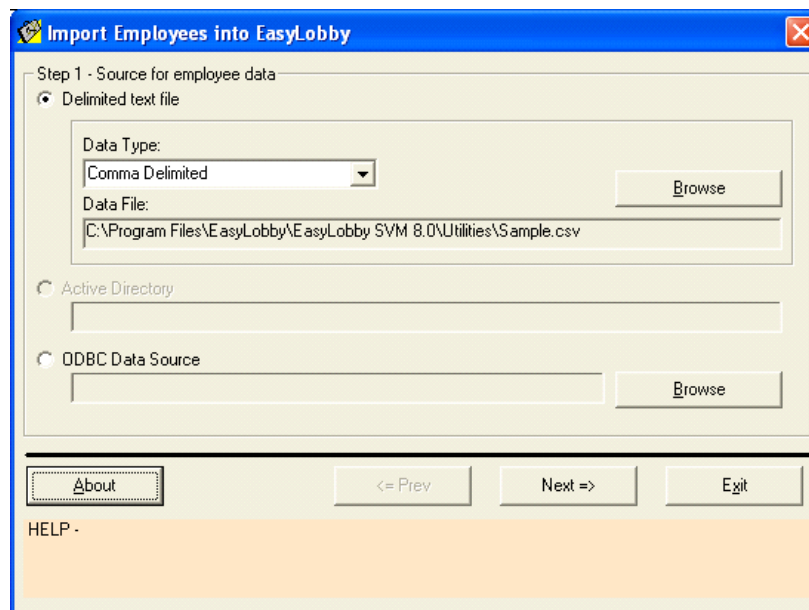 Import Employees into EasyLobby
Step 1 - Source for employee data
Delimited text file
Data Type:
Comma Delimited
Browse
Data File:
C:\Program Files\EasyLobby\EasyLobby SVM 8.0\Utilities\Sample.csv
Active Directory
ODBC Data Source
Browse
About
<= Prev
Next =>
Exit
HELP -